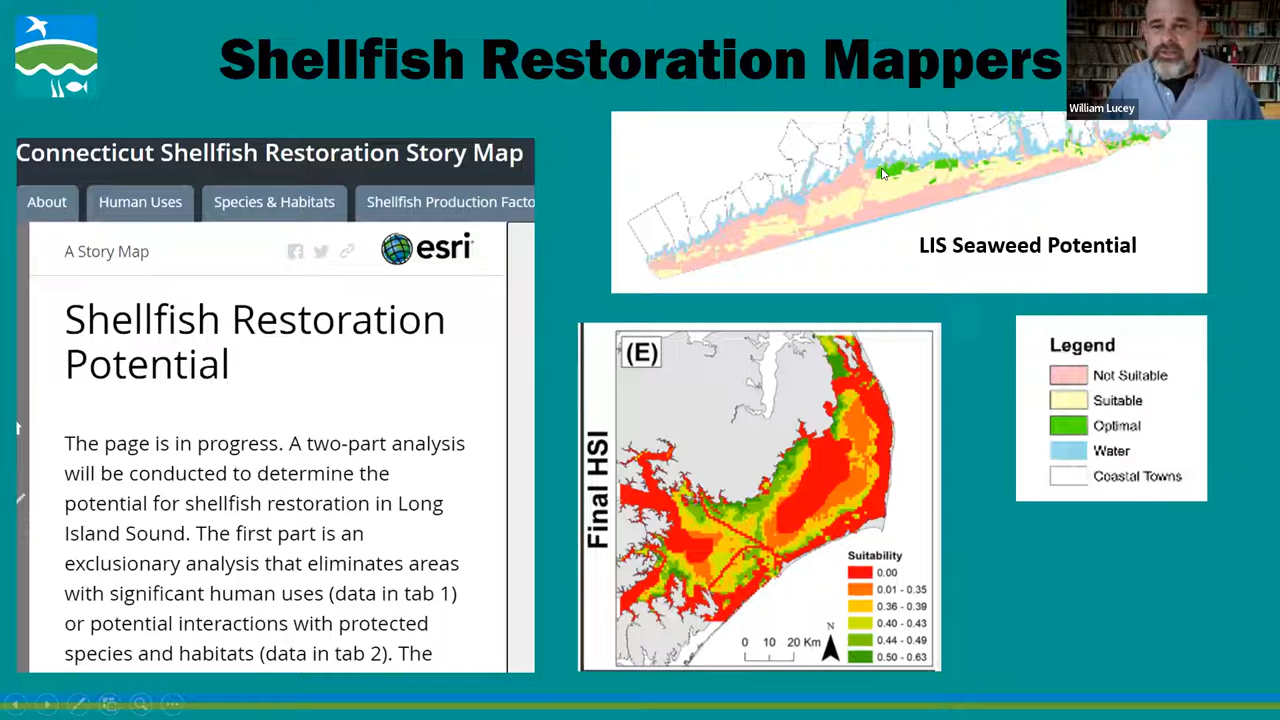 Shellfish Restoration Mappers
William Lucey
Connecticut Shellfish Restoration Story Map
About
Human Uses
Species & Habitats
Shellfish Production Facto
A Story Map
esri
Shellfish Restoration
Potential
The page is in progress. A two-part analysis
will be conducted to determine the
potential for shellfish restoration in Long
Island Sound. The first part is an
exclusionary analysis that eliminates areas
with significant human uses (data in tab 1)
or potential interactions with protected
species and habitats (data in tab 2). The
LIS Seaweed Potential
(E)
Final HSI
Suitability
0.00
0.01 - 0.35
0.36 - 0.39
0.40 - 0.43
0.44 - 0.49
0.50 - 0.63
N
0 10 20 Km
Legend
Not Suitable
Suitable
Optimal
Water
Coastal Towns